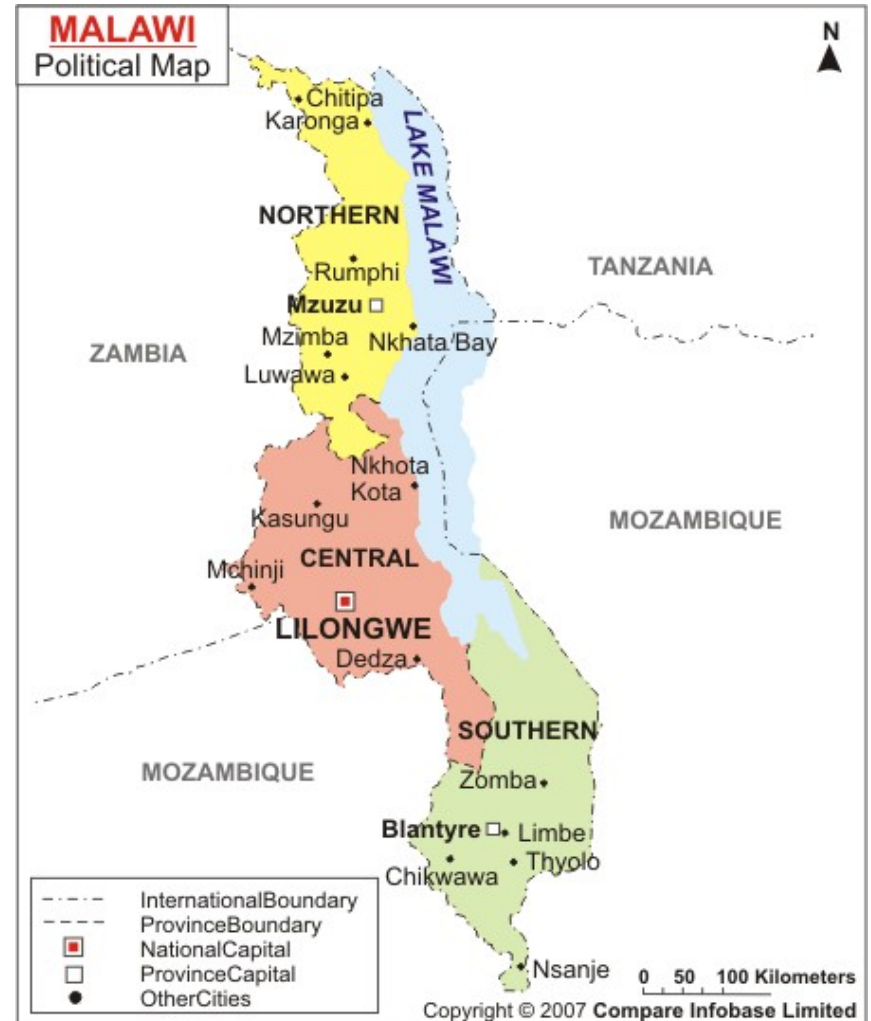 MALAWI
Political Map
N
Chitipa
Karonga
LAKE MALAWI
NORTHERN
TANZANIA
Rumphi
Mzuzu
Mzimba
Nkhata Bay
ZAMBIA
Luwawa
Nkhota
Kota
Kasungu
MOZAMBIQUE
CENTRAL
Mchinji
LILONGWE
Dedza
SOUTHERN
MOZAMBIQUE
Zomba
Blantyre
Limbe
Thyolo
Chikwawa
InternationalBoundary
ProvinceBoundary
NationalCapital
ProvinceCapital
OtherCities
Nsanje
0 50 100 Kilometers
Copyright © 2007 Compare Infobase Limited